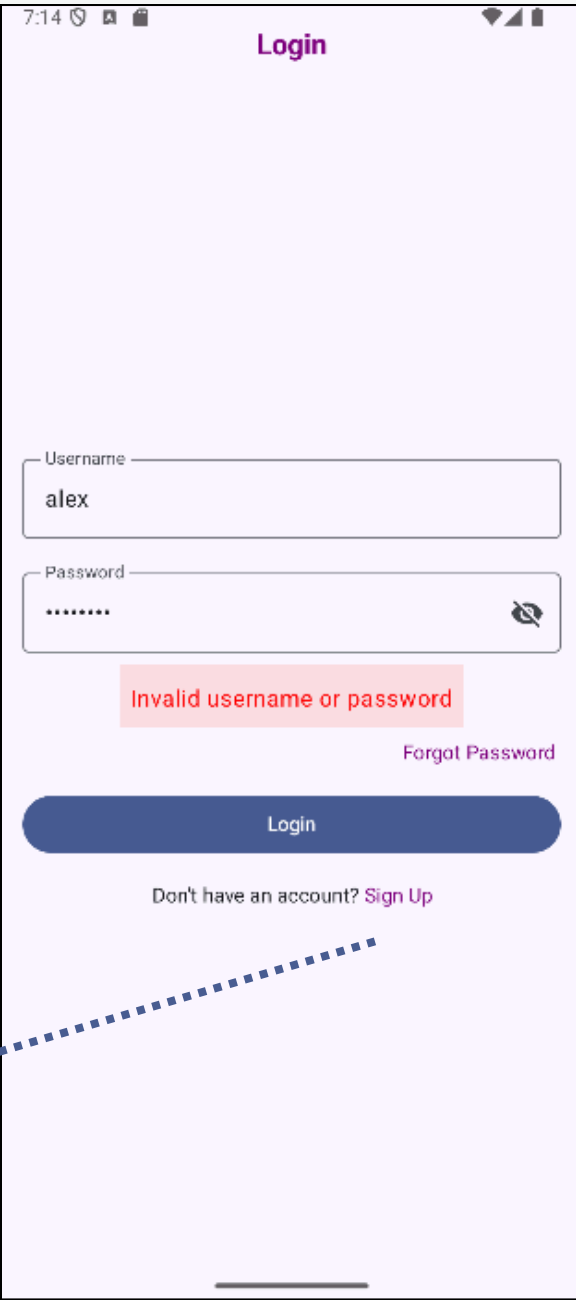 7:14
Login
Username
alex
Password
••••••••
Invalid username or password
Forgot Password
Login
Don't have an account? Sign Up